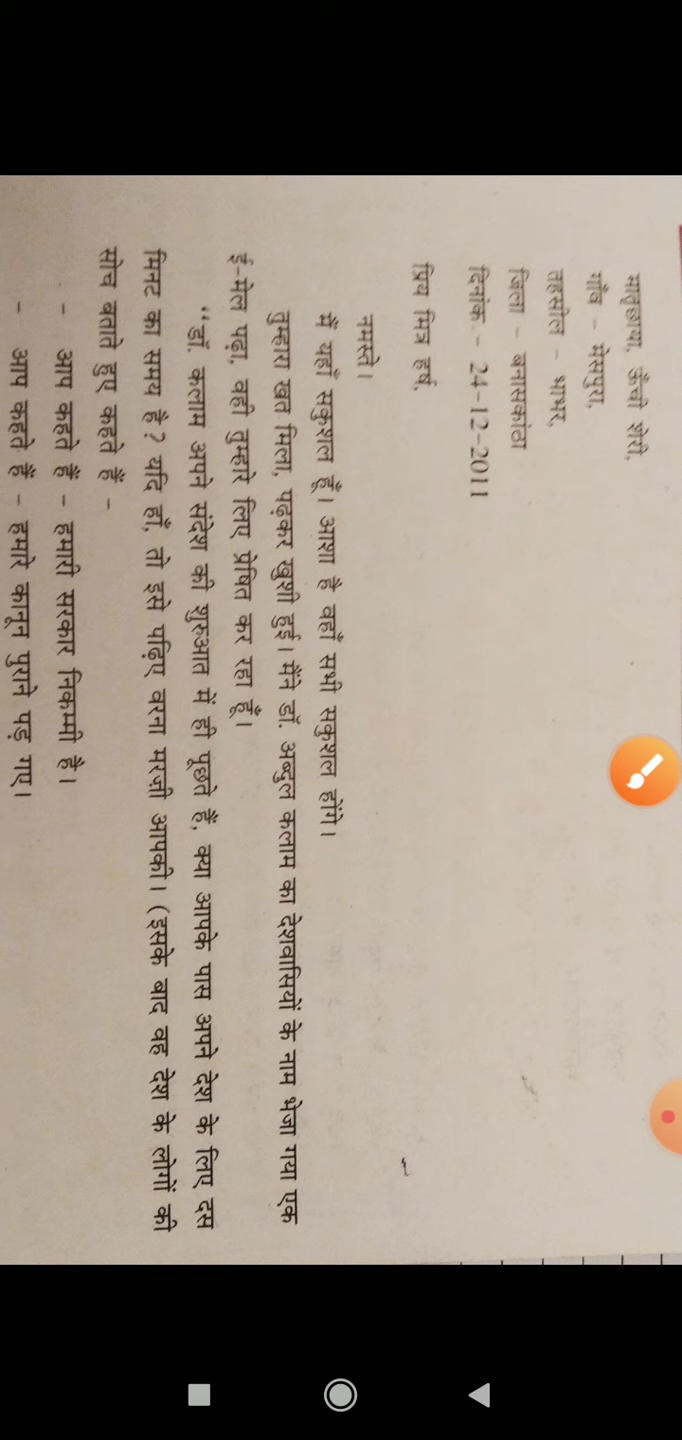 मातृछाया, ऊँची शेरी,
गाँव - मेसपुरा,
तहसील - भाभर,
जिला - बनासकांठा
दिनांक - 24-12-2011
प्रिय मित्र हर्ष,
नमस्ते।
मैं यहाँ सकुशल हूँ। आशा है वहाँ सभी सकुशल होंगे।
तुम्हारा खत मिला, पढ़कर खुशी हुई। मैंने डॉ. अब्दुल कलाम का देशवासियों के नाम भेजा गया एक
ई-मेल पढ़ा, वही तुम्हारे लिए प्रेषित कर रहा हूँ।
“डॉ. कलाम अपने संदेश की शुरुआत में ही पूछते हैं, क्या आपके पास अपने देश के लिए दस
मिनट का समय है? यदि हाँ, तो इसे पढ़िए वरना मरजी आपकी। (इसके बाद वह देश के लोगों की
सोच बताते हुए कहते हैं -
- आप कहते हैं - हमारी सरकार निकम्मी है।
- आप कहते हैं - हमारे कानून पुराने पड़ गए।